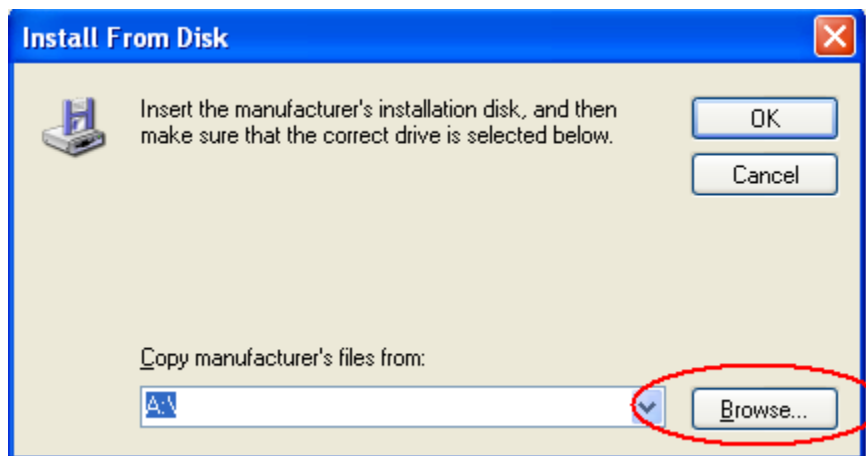 Install From Disk
Insert the manufacturer's installation disk, and then
make sure that the correct drive is selected below.
OK
Cancel
Copy manufacturer's files from:
A:\
Browse...